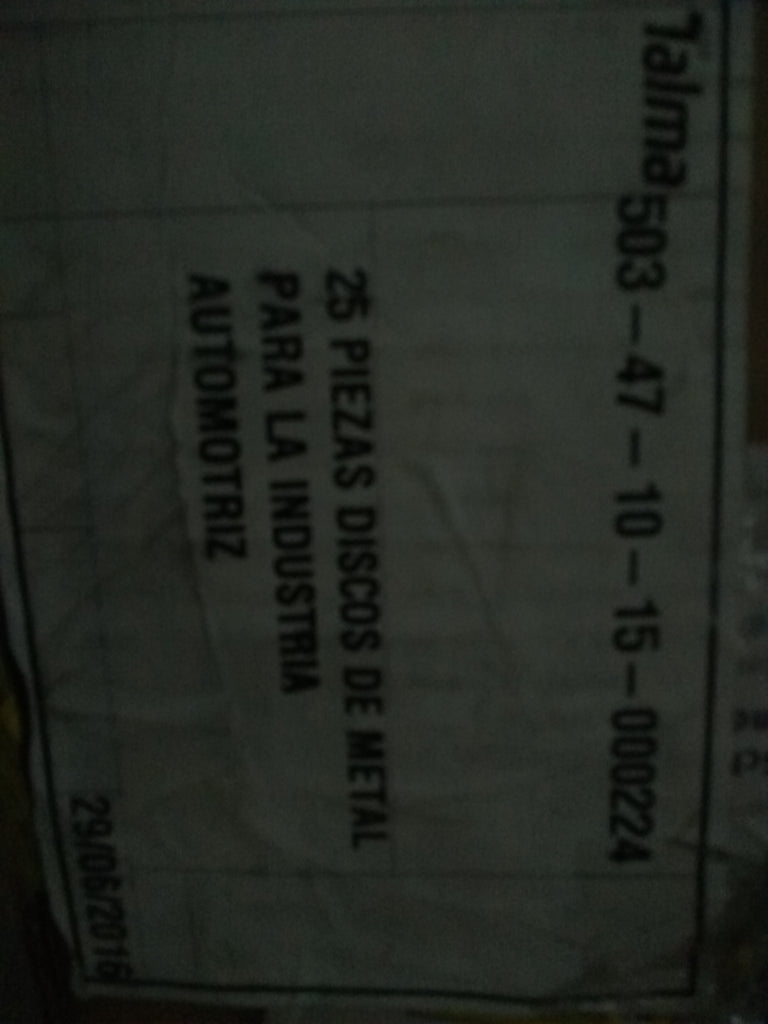 Talma 503-47-10-15-000224
25 PIEZAS DISCOS DE METAL
PARA LA INDUSTRIA
AUTOMOTRIZ
29/06/2016